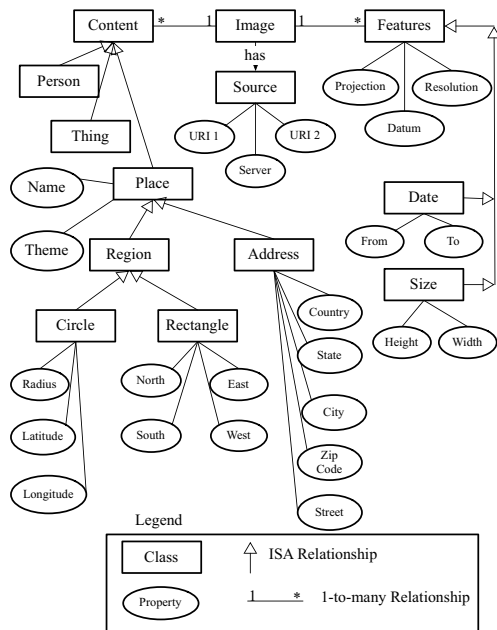 Content * 1 Image 1 * Features
Person
has
Thing
Source
Projection
Resolution
URI 1
URI 2
Datum
Server
Name
Place
Date
Theme
From
To
Region
Address
Size
Country
Circle
Rectangle
Height
Width
State
Radius
North
East
City
Latitude
South
West
Zip
Code
Longitude
Street
Legend
Class
ISA Relationship
Property
1 * 1-to-many Relationship